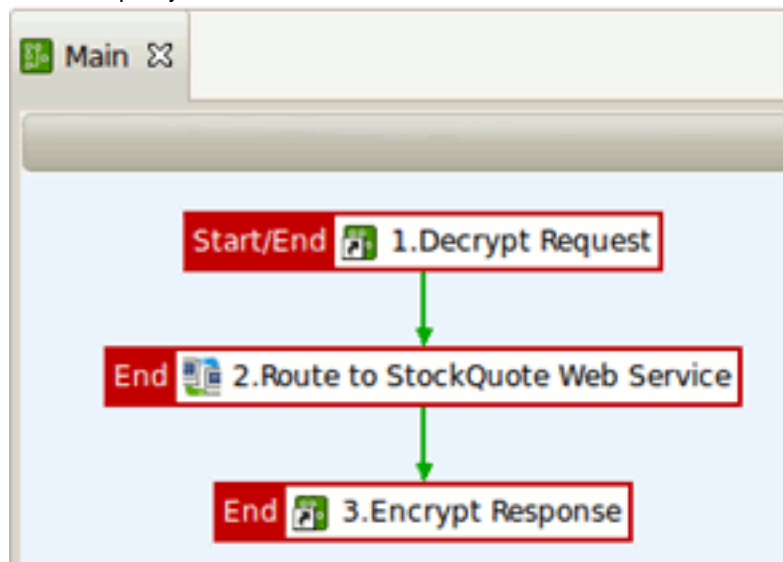 Main
Start/End 1.Decrypt Request
End 2.Route to StockQuote Web Service
End 3.Encrypt Response